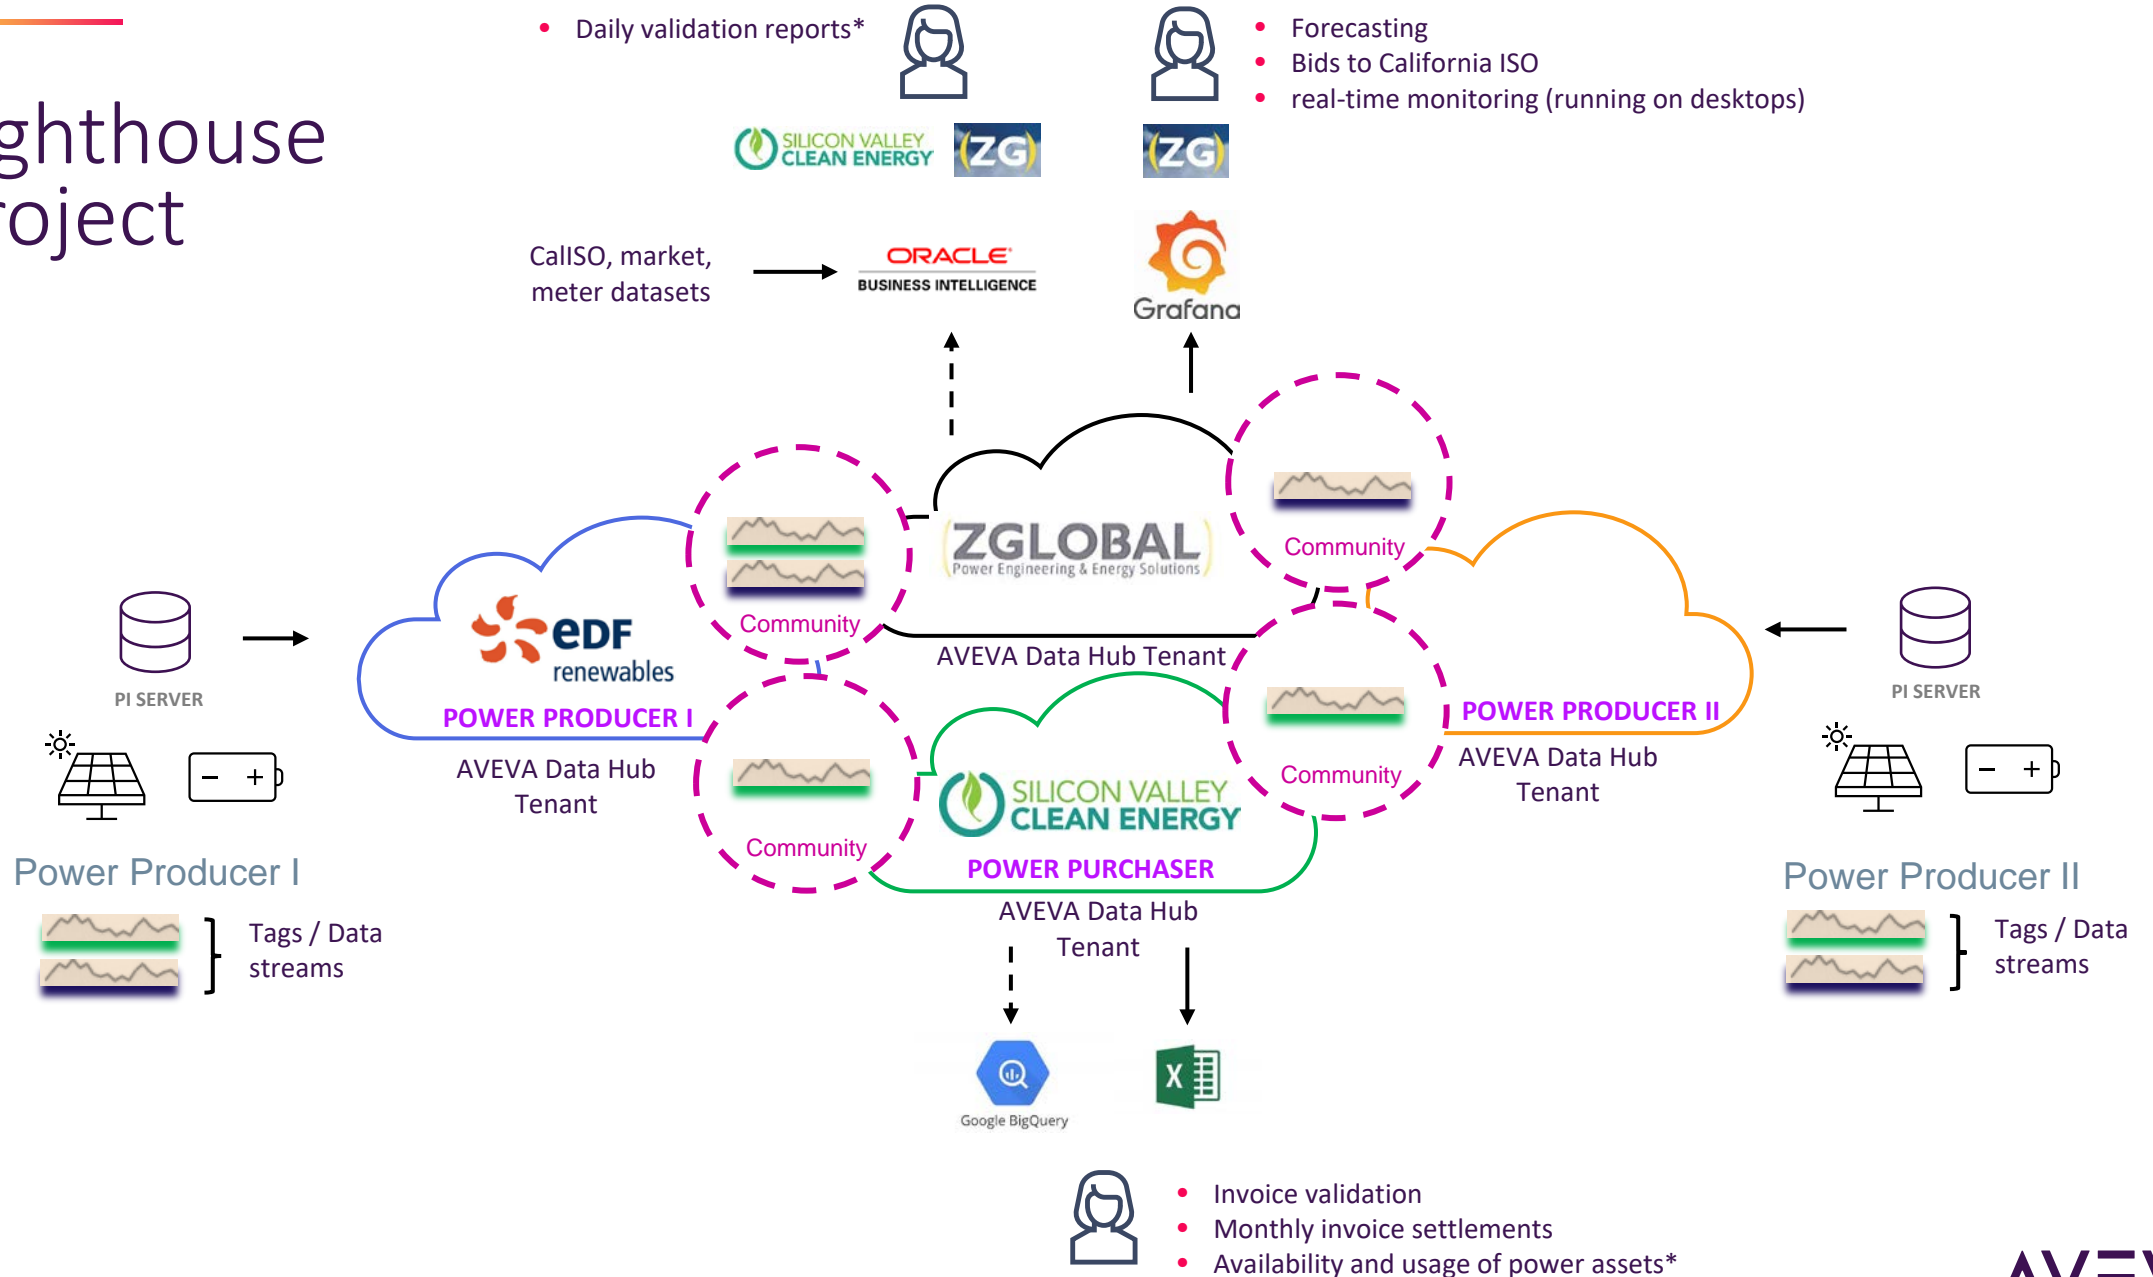 Daily validation reports*
Forecasting
Bids to California ISO
real-time monitoring (running on desktops)
ghthouse
roject
SILICON VALLEY
CLEAN ENERGY
(ZG)
(ZG)
CalISO, market,
meter datasets
ORACLE
BUSINESS INTELLIGENCE
Grafana
ZGLOBAL
Power Engineering & Energy Solutions
Community
Community
AVEVA Data Hub Tenant
eDF
renewables
POWER PRODUCER I
AVEVA Data Hub
Tenant
PI SERVER
PI SERVER
POWER PRODUCER II
AVEVA Data Hub
Tenant
Community
Community
SILICON VALLEY
CLEAN ENERGY
POWER PURCHASER
AVEVA Data Hub
Tenant
Power Producer I
Tags / Data
streams
Power Producer II
Tags / Data
streams
Google BigQuery
X
Invoice validation
Monthly invoice settlements
Availability and usage of power assets*